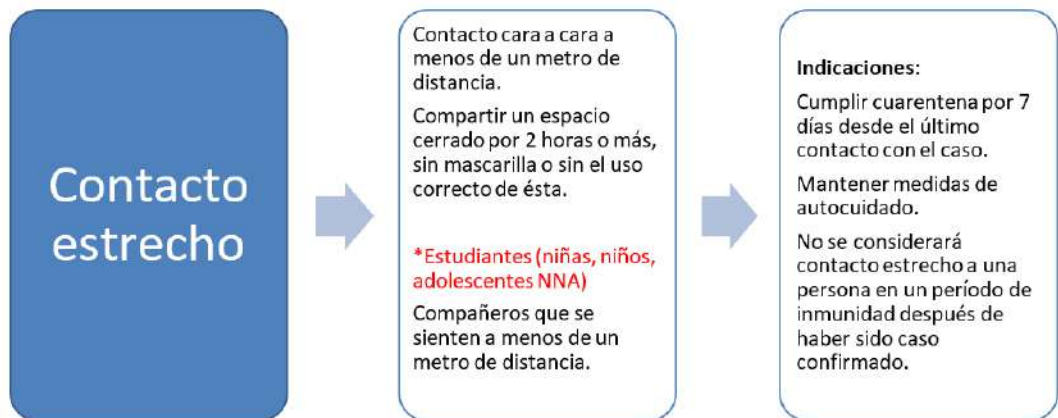 Contacto
estrecho
Contacto cara a cara a
menos de un metro de
distancia.
Compartir un espacio
cerrado por 2 horas o más,
sin mascarilla o sin el uso
correcto de ésta.
*Estudiantes (niñas, niños,
adolescentes NNA)
Compañeros que se
sienten a menos de un
metro de distancia.
Indicaciones:
Cumplir cuarentena por 7
días desde el último
contacto con el caso.
Mantener medidas de
autocuidado.
No se considerará
contacto estrecho a una
persona en un período de
inmunidad después de
haber sido caso
confirmado.